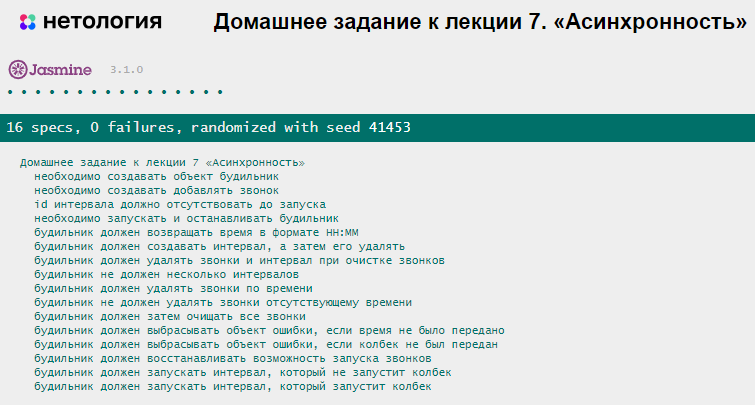 нетология Домашнее задание к лекции 7. «Асинхронность»
Jasmine 3.1.0
16 specs, 0 failures, randomized with seed 41453
Домашнее задание к лекции 7 «Асинхронность»
необходимо создавать объект будильник
необходимо создавать добавлять звонок
id интервала должно отсутствовать до запуска
необходимо запускать и останавливать будильник
будильник должен возвращать время в формате HH:MM
будильник должен создавать интервал, а затем его удалять
будильник должен удалять звонки и интервал при очистке звонков
будильник не должен несколько интервалов
будильник должен удалять звонки по времени
будильник не должен удалять звонки отсутствующему времени
будильник должен затем очищать все звонки
будильник должен выбрасывать объект ошибки, если время не было передано
будильник должен выбрасывать объект ошибки, если колбек не был передан
будильник должен восстанавливать возможность запуска звонков
будильник должен запускать интервал, который не запустит колбек
будильник должен запускать интервал, который запустит колбек